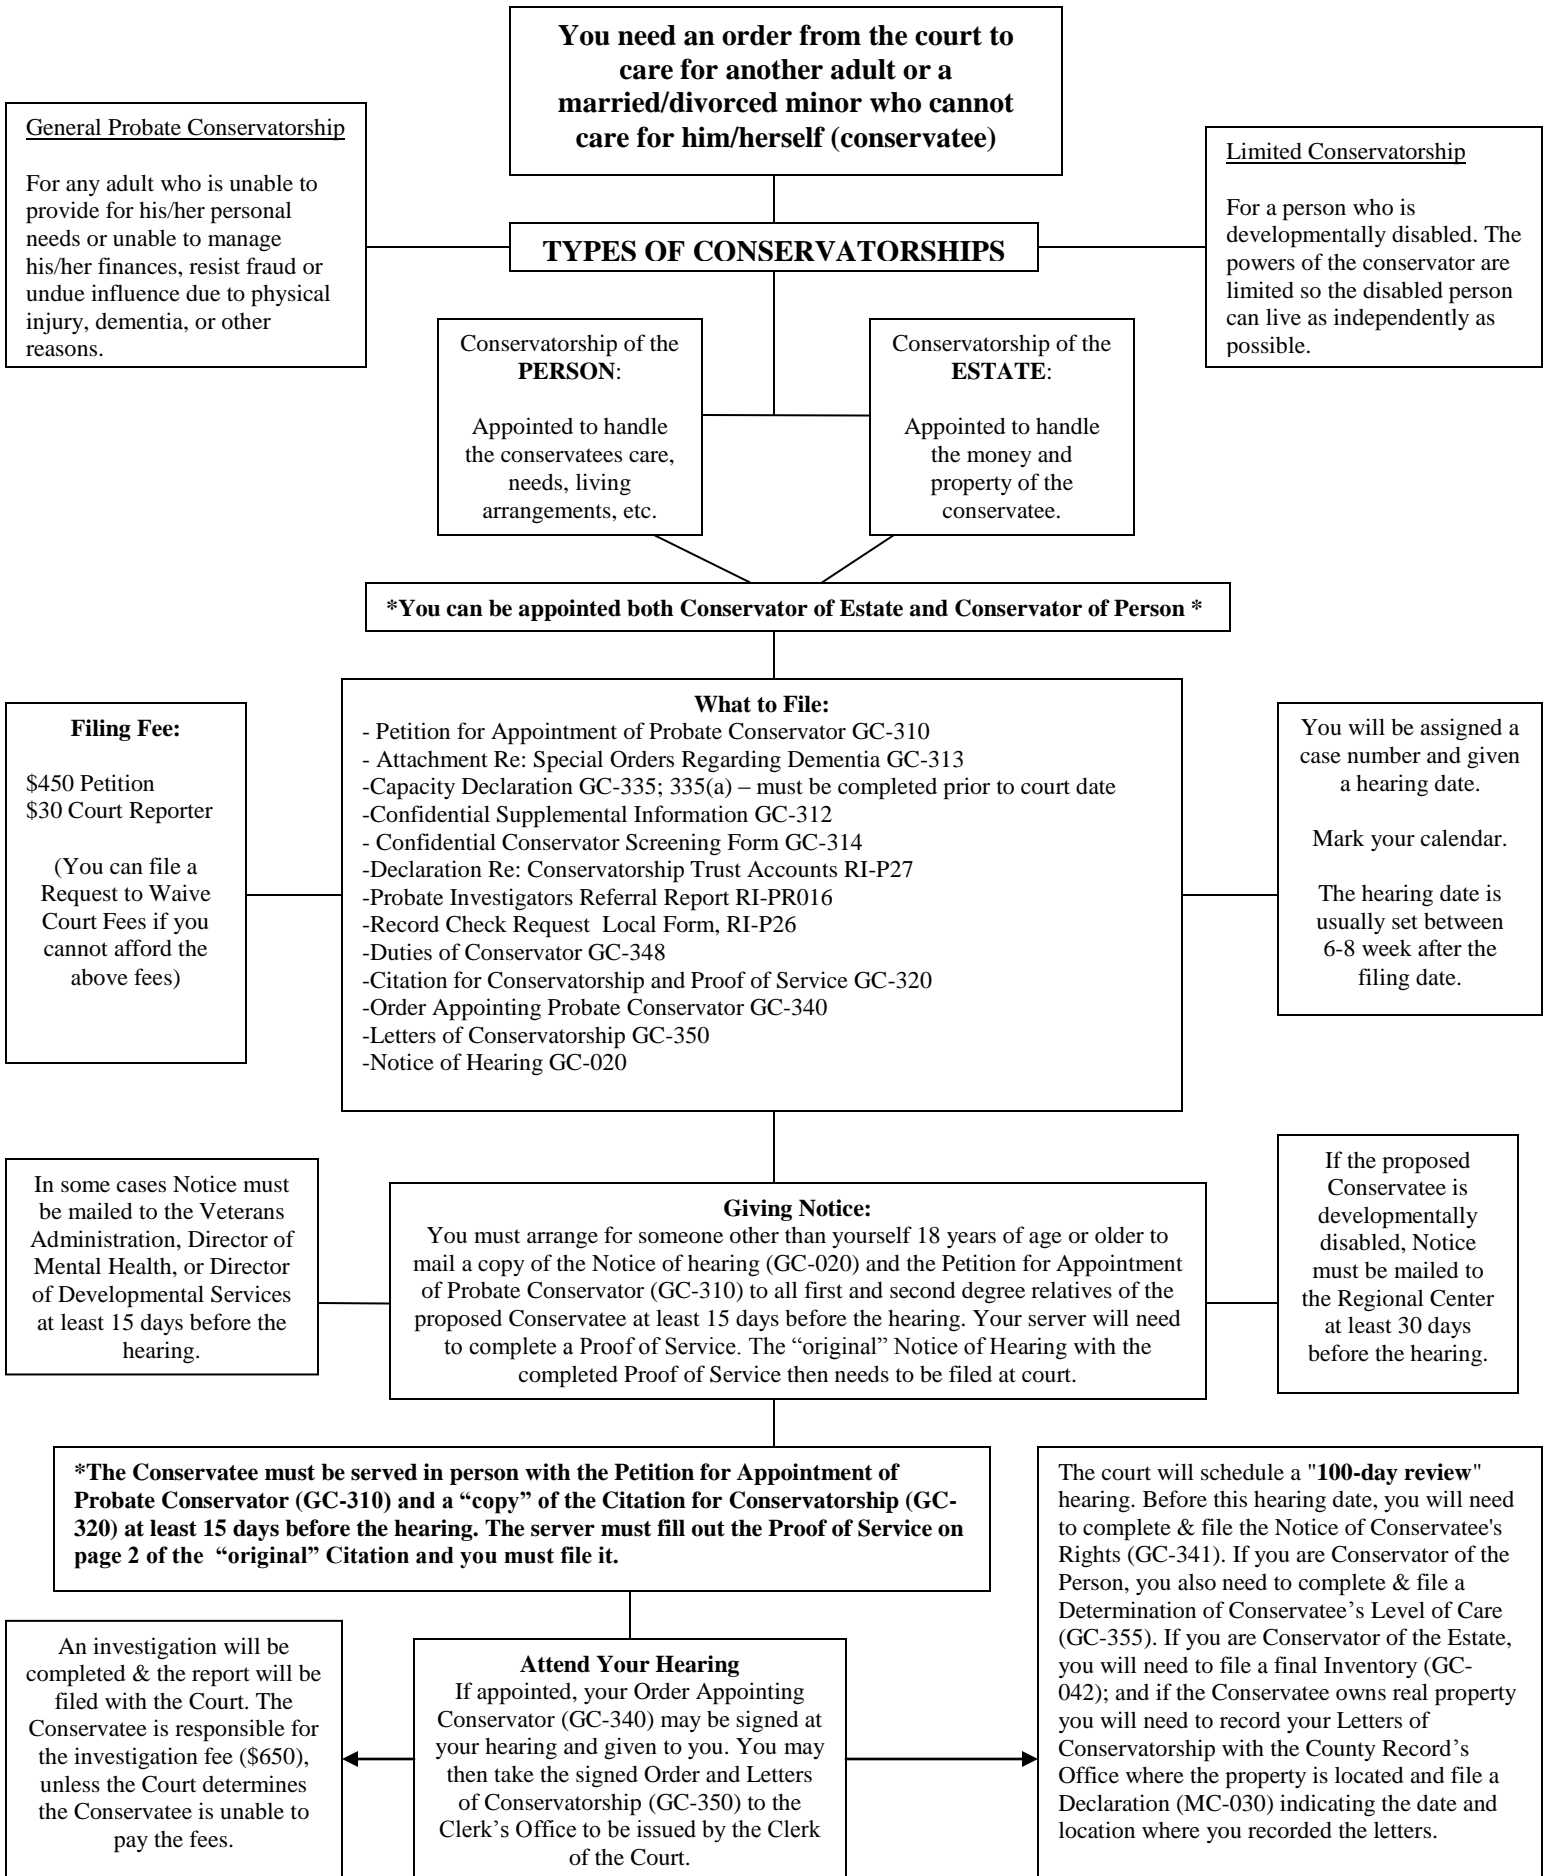 You need an order from the court to
care for another adult or a
married/divorced minor who cannot
care for him/herself (conservatee)
General Probate Conservatorship
For any adult who is unable to
provide for his/her personal
needs or unable to manage
his/her finances, resist fraud or
undue influence due to physical
injury, dementia, or other
reasons.
Limited Conservatorship
For a person who is
developmentally disabled. The
powers of the conservator are
limited so the disabled person
can live as independently as
possible.
TYPES OF CONSERVATORSHIPS
Conservatorship of the
PERSON:
Appointed to handle
the conservatees care,
needs, living
arrangements, etc.
Conservatorship of the
ESTATE:
Appointed to handle
the money and
property of the
conservatee.
*You can be appointed both Conservator of Estate and Conservator of Person *
Filing Fee:
$450 Petition
$30 Court Reporter
(You can file a
Request to Waive
Court Fees if you
cannot afford the
above fees)
What to File:
- Petition for Appointment of Probate Conservator GC-310
- Attachment Re: Special Orders Regarding Dementia GC-313
-Capacity Declaration GC-335; 335(a) – must be completed prior to court date
-Confidential Supplemental Information GC-312
- Confidential Conservator Screening Form GC-314
-Declaration Re: Conservatorship Trust Accounts RI-P27
-Probate Investigators Referral Report RI-PR016
-Record Check Request  Local Form, RI-P26
-Duties of Conservator GC-348
-Citation for Conservatorship and Proof of Service GC-320
-Order Appointing Probate Conservator GC-340
-Letters of Conservatorship GC-350
-Notice of Hearing GC-020
You will be assigned a
case number and given
a hearing date.
Mark your calendar.
The hearing date is
usually set between
6-8 week after the
filing date.
In some cases Notice must
be mailed to the Veterans
Administration, Director of
Mental Health, or Director
of Developmental Services
at least 15 days before the
hearing.
Giving Notice:
You must arrange for someone other than yourself 18 years of age or older to
mail a copy of the Notice of hearing (GC-020) and the Petition for Appointment
of Probate Conservator (GC-310) to all first and second degree relatives of the
proposed Conservatee at least 15 days before the hearing. Your server will need
to complete a Proof of Service. The “original” Notice of Hearing with the
completed Proof of Service then needs to be filed at court.
If the proposed
Conservatee is
developmentally
disabled, Notice
must be mailed to
the Regional Center
at least 30 days
before the hearing.
*The Conservatee must be served in person with the Petition for Appointment of
Probate Conservator (GC-310) and a “copy” of the Citation for Conservatorship (GC-
320) at least 15 days before the hearing. The server must fill out the Proof of Service on
page 2 of the  “original” Citation and you must file it.
An investigation will be
completed & the report will be
filed with the Court. The
Conservatee is responsible for
the investigation fee ($650),
unless the Court determines
the Conservatee is unable to
pay the fees.
Attend Your Hearing
If appointed, your Order Appointing
Conservator (GC-340) may be signed at
your hearing and given to you. You may
then take the signed Order and Letters
of Conservatorship (GC-350) to the
Clerk’s Office to be issued by the Clerk
of the Court.
The court will schedule a "100-day review"
hearing. Before this hearing date, you will need
to complete & file the Notice of Conservatee's
Rights (GC-341). If you are Conservator of the
Person, you also need to complete & file a
Determination of Conservatee’s Level of Care
(GC-355). If you are Conservator of the Estate,
you will need to file a final Inventory (GC-
042); and if the Conservatee owns real property
you will need to record your Letters of
Conservatorship with the County Record’s
Office where the property is located and file a
Declaration (MC-030) indicating the date and
location where you recorded the letters.